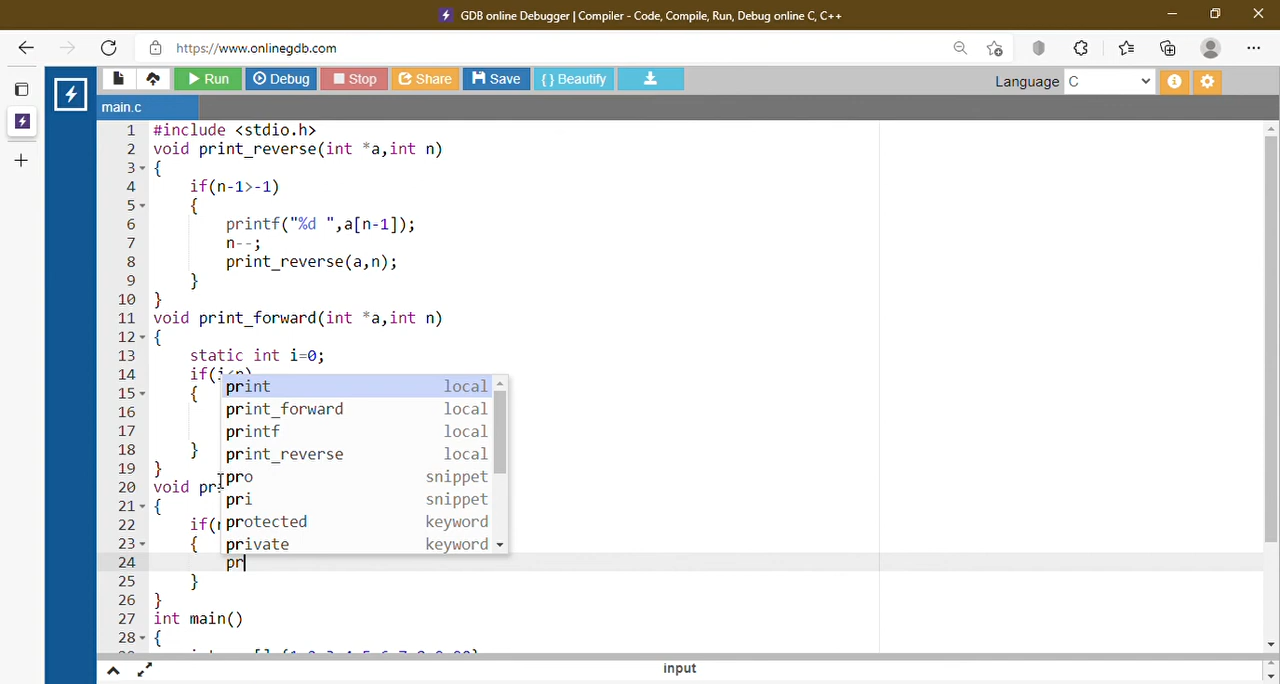 GDB online Debugger | Compiler - Code, Compile, Run, Debug online C, C++
https://www.onlinegdb.com
Run Debug Stop Share Save { } Beautify Language C
main.c
1 #include <stdio.h>
2 void print_reverse(int *a,int n)
3 {
4 if(n-1>-1)
5 {
6 printf("%d ",a[n-1]);
7 n--;
8 print_reverse(a,n);
9 }
10 }
11 void print_forward(int *a,int n)
12 {
13 static int i=0;
14 if(i<n)
15 {
print local
16
print_forward local
17
printf local
18 }
print_reverse local
19 }
pro snippet
20 void pri
pri snippet
21 {
22 if(
protected keyword
23 {
private keyword
24 pr
25 }
26 }
27 int main()
28 {
input